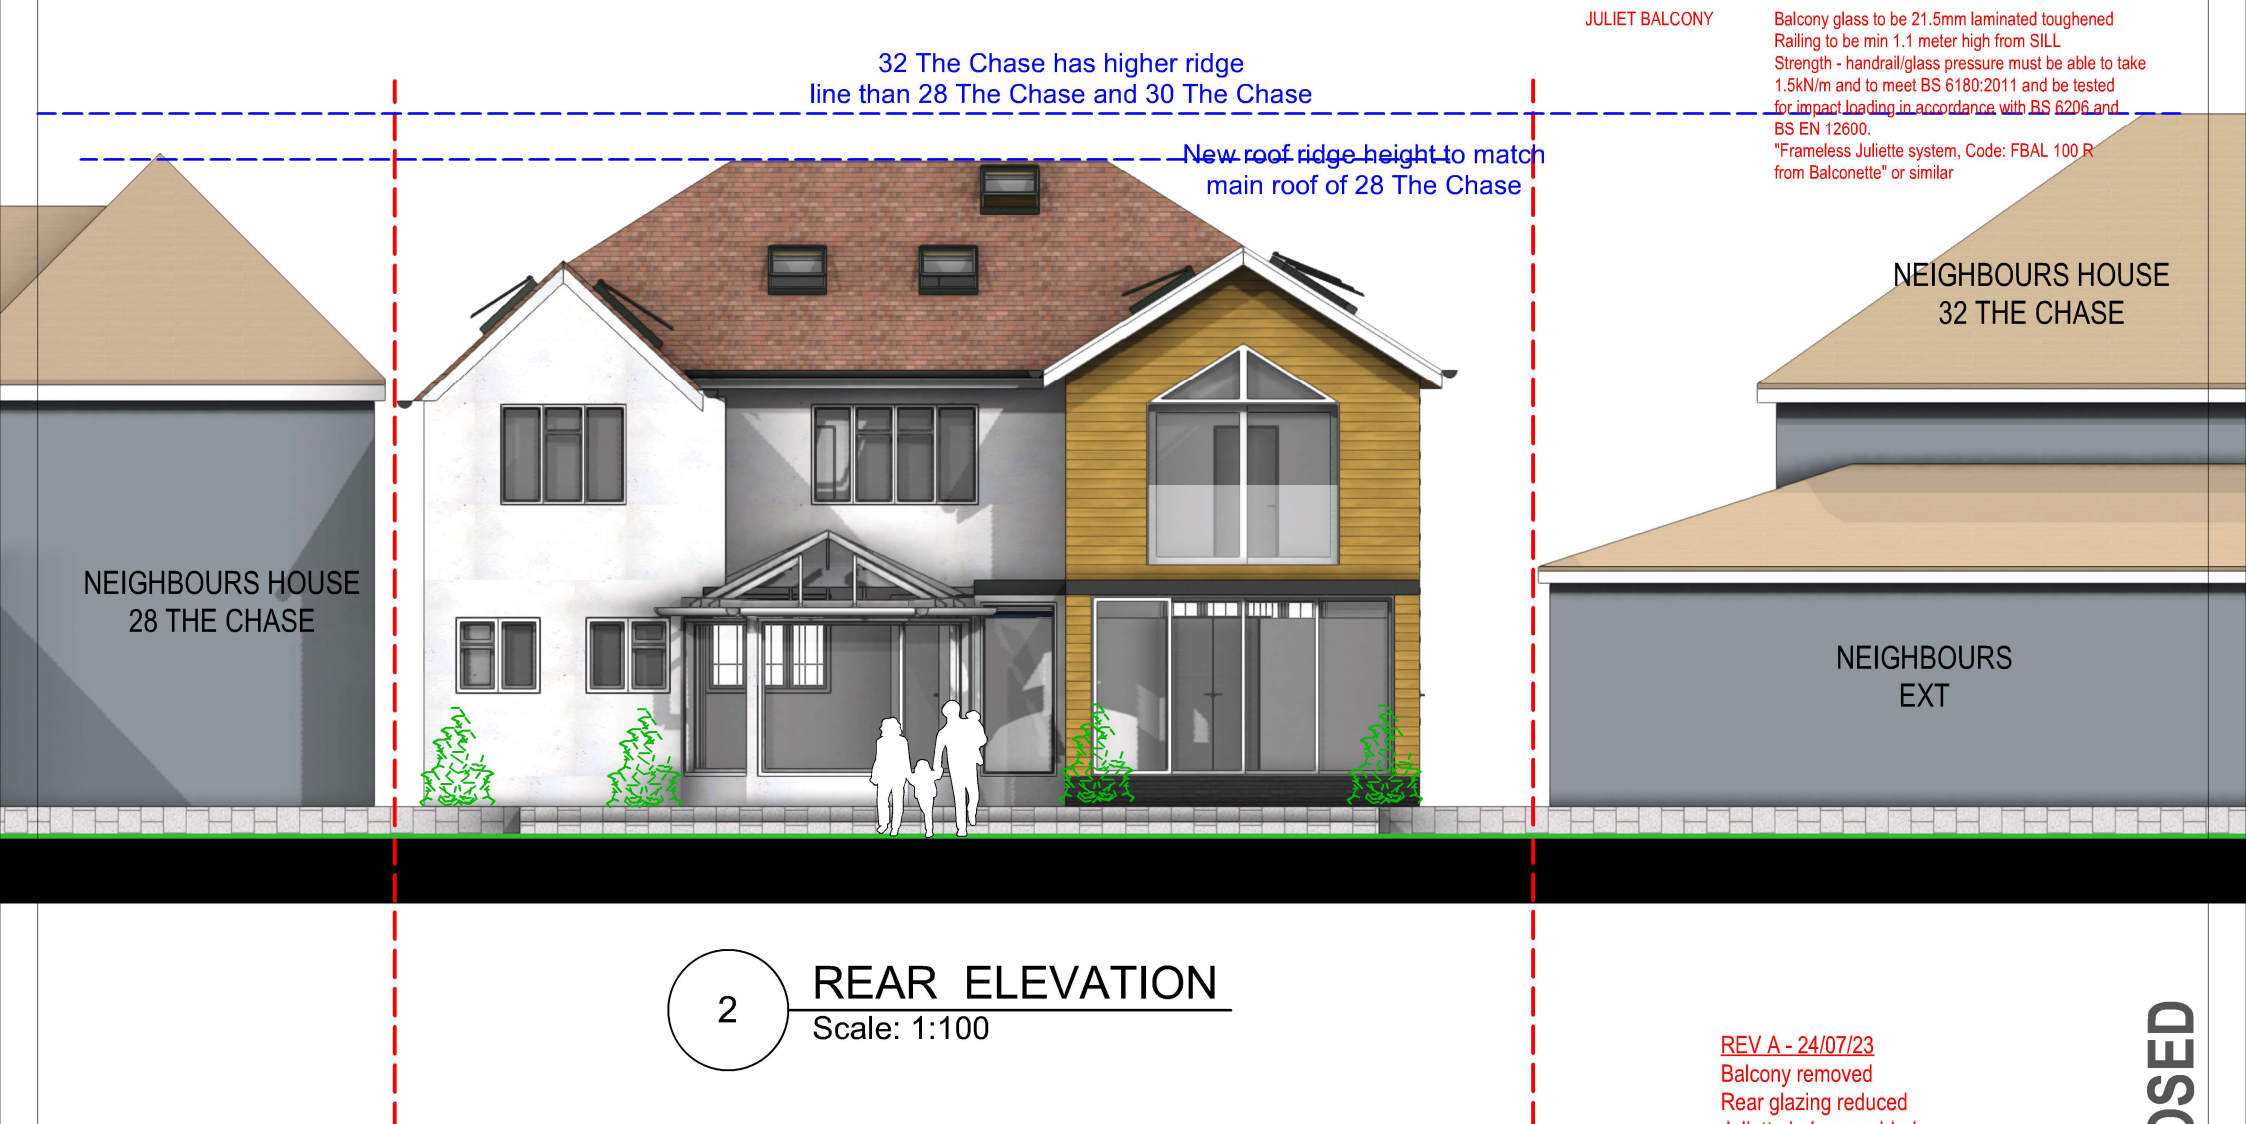 JULIET BALCONY
Balcony glass to be 21.5mm laminated toughened
Railing to be min 1.1 meter high from SILL
Strength - handrail/glass pressure must be able to take
1.5kN/m and to meet BS 6180:2011 and be tested
for impact loading in accordance with BS 6206 and
BS EN 12600.
"Frameless Juliette system, Code: FBAL 100 R
from Balconette" or similar
32 The Chase has higher ridge
line than 28 The Chase and 30 The Chase
New roof ridge height to match
main roof of 28 The Chase
NEIGHBOURS HOUSE
32 THE CHASE
NEIGHBOURS HOUSE
28 THE CHASE
NEIGHBOURS
EXT
2
REAR ELEVATION
Scale: 1:100
REV A - 24/07/23
Balcony removed
Rear glazing reduced